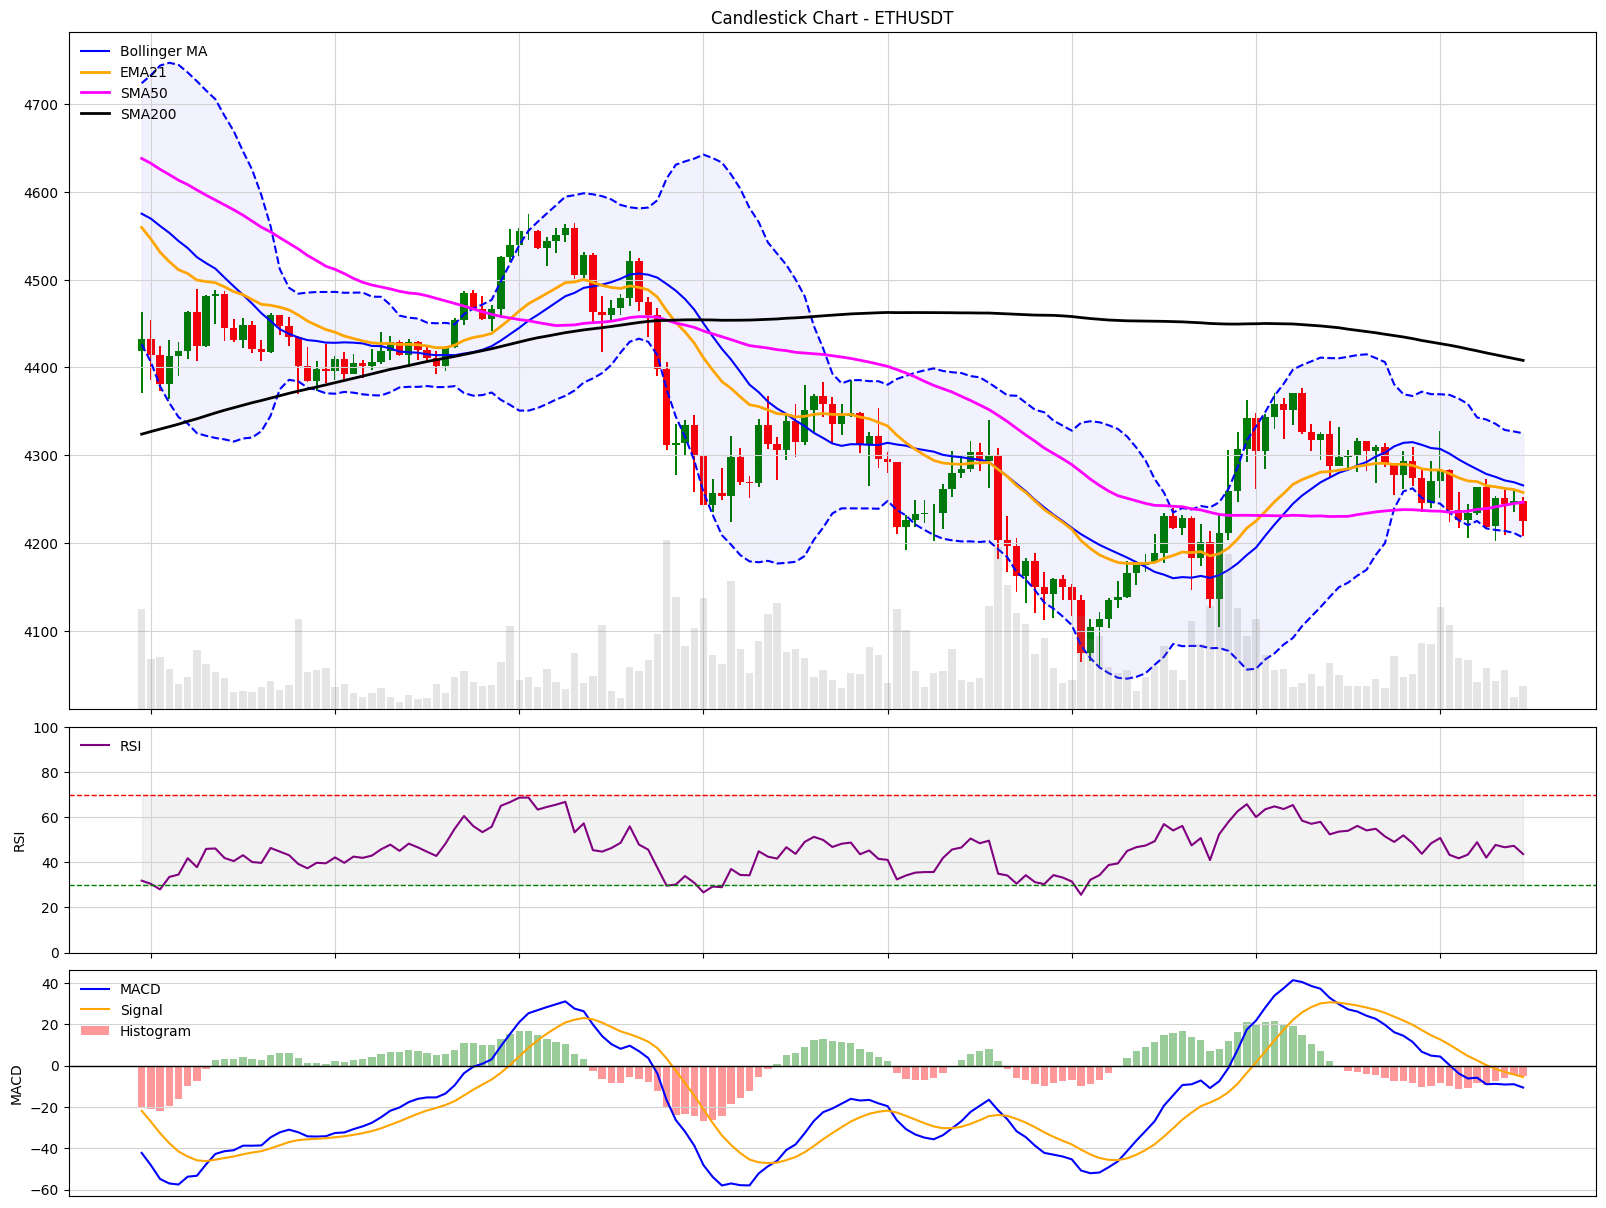 Candlestick Chart - ETHUSDT
Bollinger MA
EMA21
SMA50
SMA200
4700
4600
4500
4400
4300
4200
4100
RSI
100
80
60
40
20
0
RSI
MACD
Signal
Histogram
40
20
0
−20
−40
−60
MACD